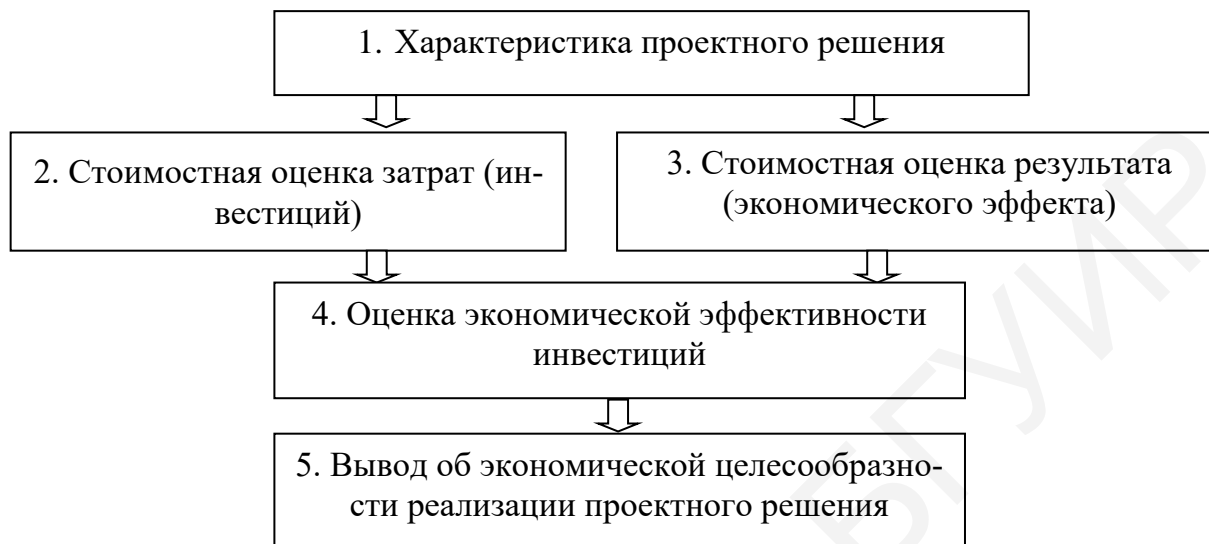 1. Характеристика проектного решения
2. Стоимостная оценка затрат (ин-
вестиций)
3. Стоимостная оценка результата
(экономического эффекта)
4. Оценка экономической эффективности
инвестиций
5. Вывод об экономической целесообразно-
сти реализации проектного решения
БГУИР